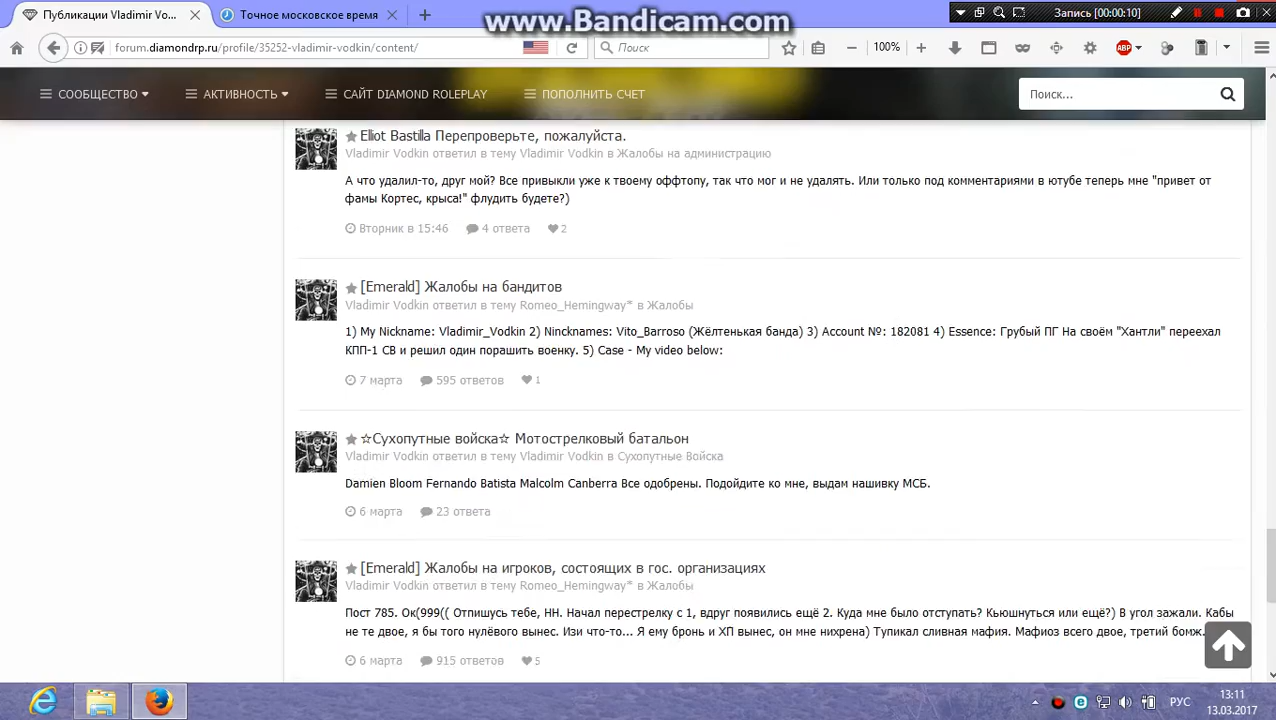 www.Bandicam.com
Публикации Vladimir Vo...
Точное московское время
Запись [00:00:10]
forum.diamondrp.ru/profile/35252-vladimir-vodkin/content/
Поиск
100%
ABP
СООБЩЕСТВО
АКТИВНОСТЬ
САЙТ DIAMOND ROLEPLAY
ПОПОЛНИТЬ СЧЕТ
Поиск...
Elliot Bastilla Перепроверьте, пожалуйста.
Vladimir Vodkin ответил в тему Vladimir Vodkin в Жалобы на администрацию
А что удалил-то, друг мой? Все привыкли уже к твоему оффтопу, так что мог и не удалять. Или только под комментариями в ютубе теперь мне "привет от
фамы Кортес, крыса!" флудить будете?)
Вторник в 15:46 4 ответа 2
[Emerald] Жалобы на бандитов
Vladimir Vodkin ответил в тему Romeo_Hemingway* в Жалобы
1) My Nickname: Vladimir_Vodkin 2) Nincknames: Vito_Barroso (Жёлтенькая банда) 3) Account №: 182081 4) Essence: Грубый ПГ На своём "Хантли" переехал
КПП-1 СВ и решил один порашить военку. 5) Case - My video below:
7 марта 595 ответов 1
☆Сухопутные войска☆ Мотострелковый батальон
Vladimir Vodkin ответил в тему Vladimir Vodkin в Сухопутные Войска
Damien Bloom Fernando Batista Malcolm Canberra Все одобрены. Подойдите ко мне, выдам нашивку МСБ.
6 марта 23 ответа
[Emerald] Жалобы на игроков, состоящих в гос. организациях
Vladimir Vodkin ответил в тему Romeo_Hemingway* в Жалобы
Пост 785. Ок(999(( Отпишусь тебе, НН. Начал перестрелку с 1, вдруг появились ещё 2. Куда мне было отступать? Кьюшнуться или ещё?) В угол зажали. Кабы
не те двое, я бы того нулёвого вынес. Изи что-то... Я ему бронь и ХП вынес, он мне нихрена) Тупикал сливная мафия. Мафиоз всего двое, третий бомж.
6 марта 915 ответов 5
РУС
13:11
13.03.2017